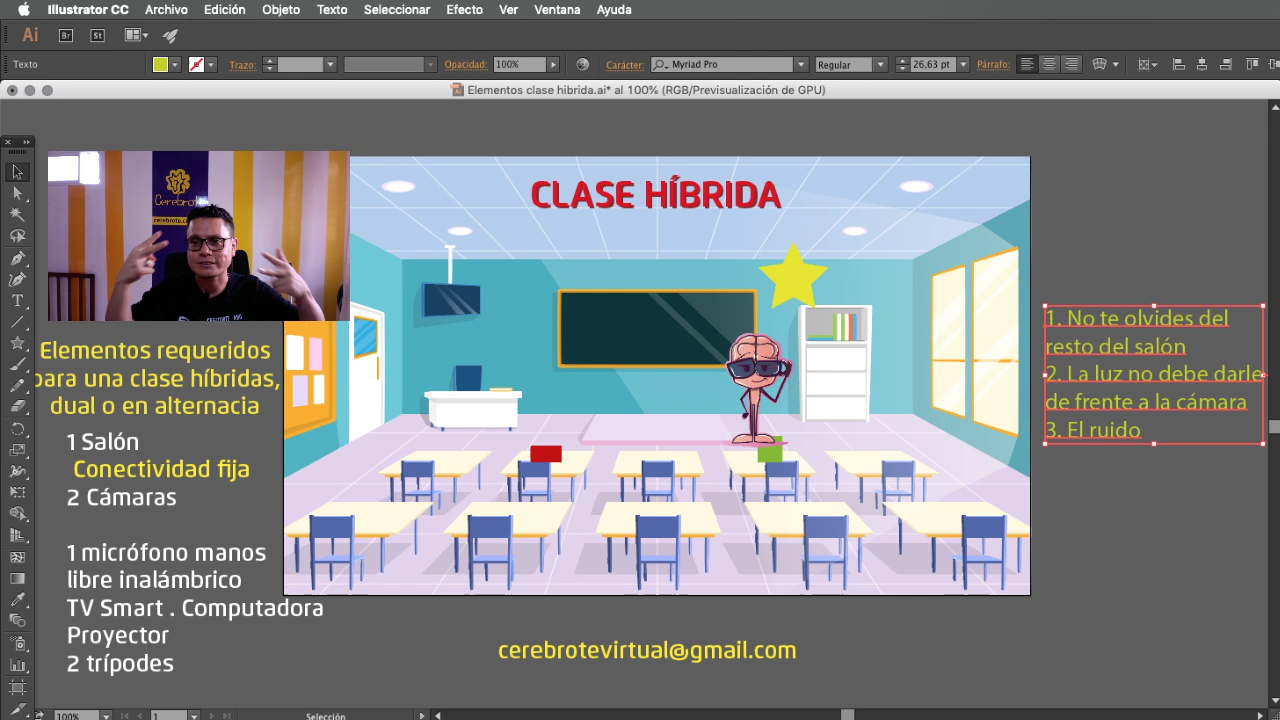 Illustrator CC Archivo Edición Objeto Texto Seleccionar Efecto Ver Ventana Ayuda
Ai Br St
Texto Trazo: Opacidad: 100% Carácter: Myriad Pro Regular 26,63 pt Párrafo:
Elementos clase hibrida.ai* al 100% (RGB/Previsualización de GPU)
CLASE HÍBRIDA
Elementos requeridos
para una clase híbridas,
dual o en alternacia
1 Salón
Conectividad fija
2 Cámaras
1 micrófono manos
libre inalámbrico
TV Smart . Computadora
Proyector
2 trípodes
1. No te olvides del
resto del salón
2. La luz no debe darle
de frente a la cámara
3. El ruido
cerebrotevirtual@gmail.com
100% 1 Selección